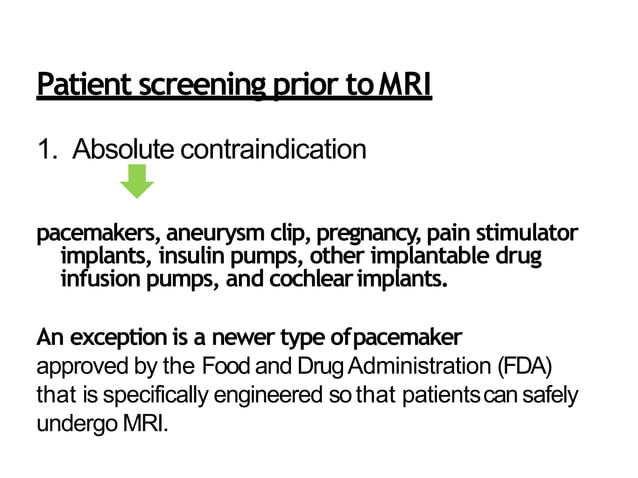 Patient screening prior to MRI
1. Absolute contraindication
pacemakers, aneurysm clip, pregnancy, pain stimulator
implants, insulin pumps, other implantable drug
infusion pumps, and cochlear implants.
An exception is a newer type of pacemaker
approved by the Food and Drug Administration (FDA)
that is specifically engineered so that patients can safely
undergo MRI.